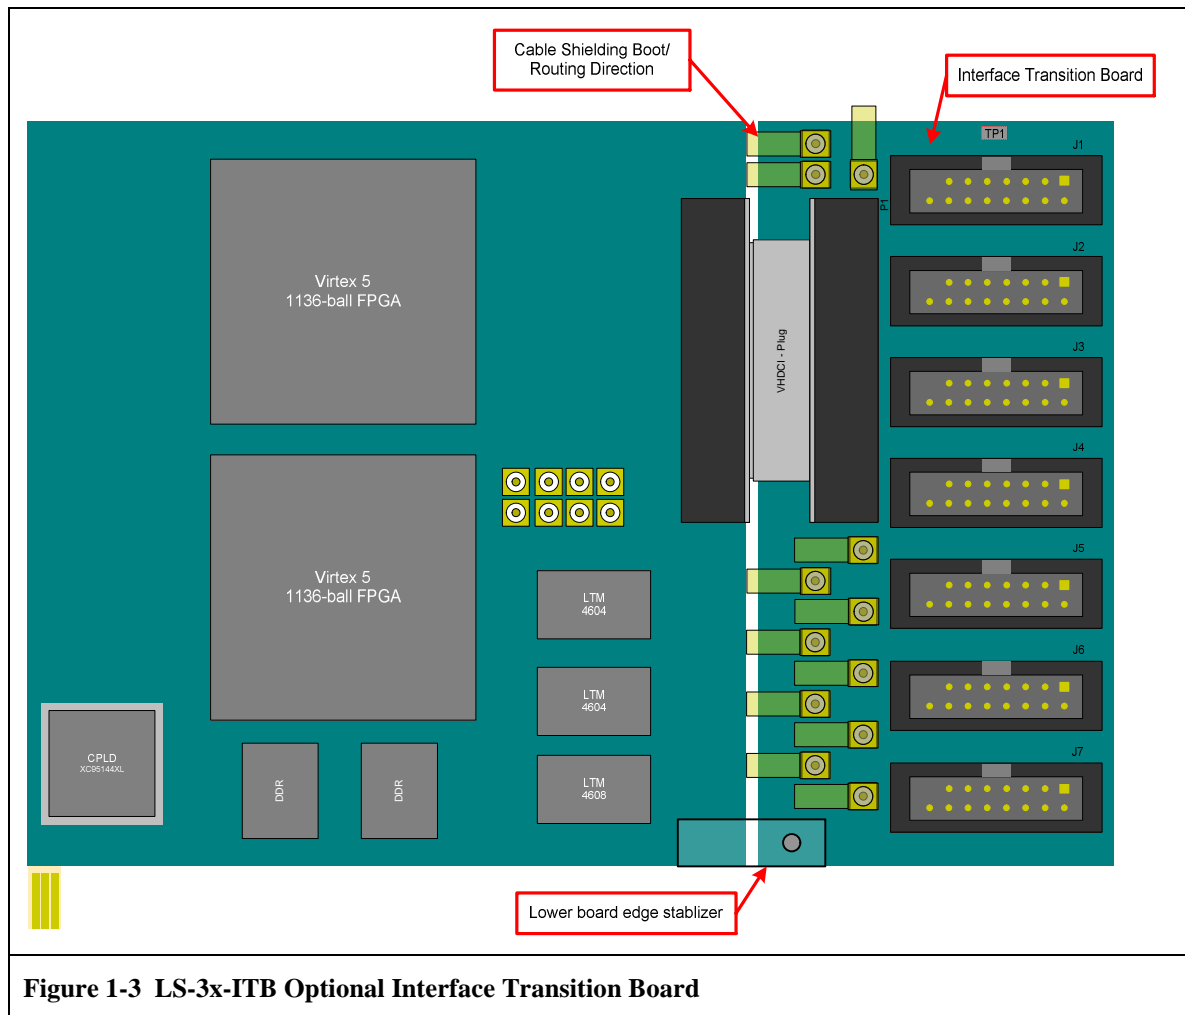 Cable Shielding Boot/
Routing Direction
Interface Transition Board
TP1
J1
P1
Virtex 5
1136-ball FPGA
J2
VHDCI - Plug
J3
J4
Virtex 5
1136-ball FPGA
LTM
4604
J5
J6
LTM
4604
CPLD
XC95144XL
DDR
DDR
LTM
4608
J7
Lower board edge stablizer
Figure 1-3 LS-3x-ITB Optional Interface Transition Board